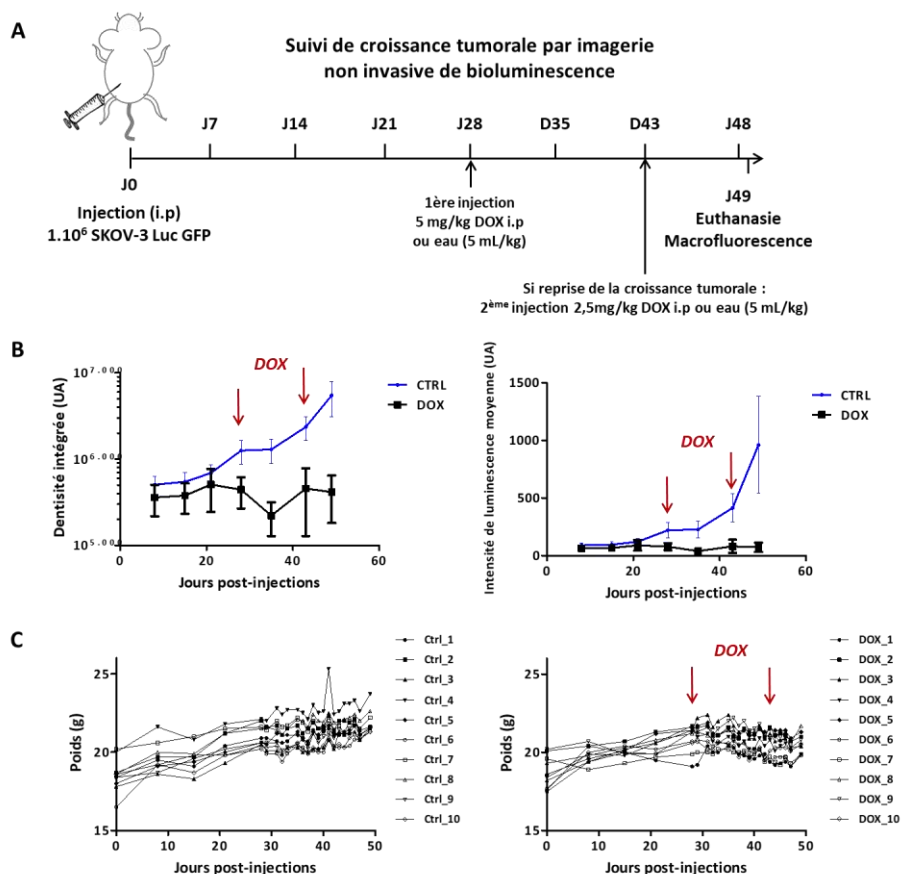 A
Suivi de croissance tumorale par imagerie
non invasive de bioluminescence
J7 J14 J21 J28 D35 D43 J48
J0
Injection (i.p)
1.10⁶ SKOV-3 Luc GFP
1ère injection
5 mg/kg DOX i.p
ou eau (5 mL/kg)
J49
Euthanasie
Macrofluorescence
Si reprise de la croissance tumorale :
2ème injection 2,5mg/kg DOX i.p ou eau (5 mL/kg)
B
Dentisité intégrée (UA)
10⁷·⁰⁰⁰
10⁶·⁰⁰⁰
10⁵·⁰⁰⁰
DOX
CTRL
DOX
0 20 40 60
Jours post-injections
Intensité de luminescence moyenne (UA)
1500
1000
500
0
DOX
CTRL
DOX
0 20 40 60
Jours post-injections
C
Poids (g)
25
20
15
0 10 20 30 40 50
Jours post-injections
Ctrl_1
Ctrl_2
Ctrl_3
Ctrl_4
Ctrl_5
Ctrl_6
Ctrl_7
Ctrl_8
Ctrl_9
Ctrl_10
Poids (g)
25
20
15
DOX
0 10 20 30 40 50
Jours post-injections
DOX_1
DOX_2
DOX_3
DOX_4
DOX_5
DOX_6
DOX_7
DOX_8
DOX_9
DOX_10